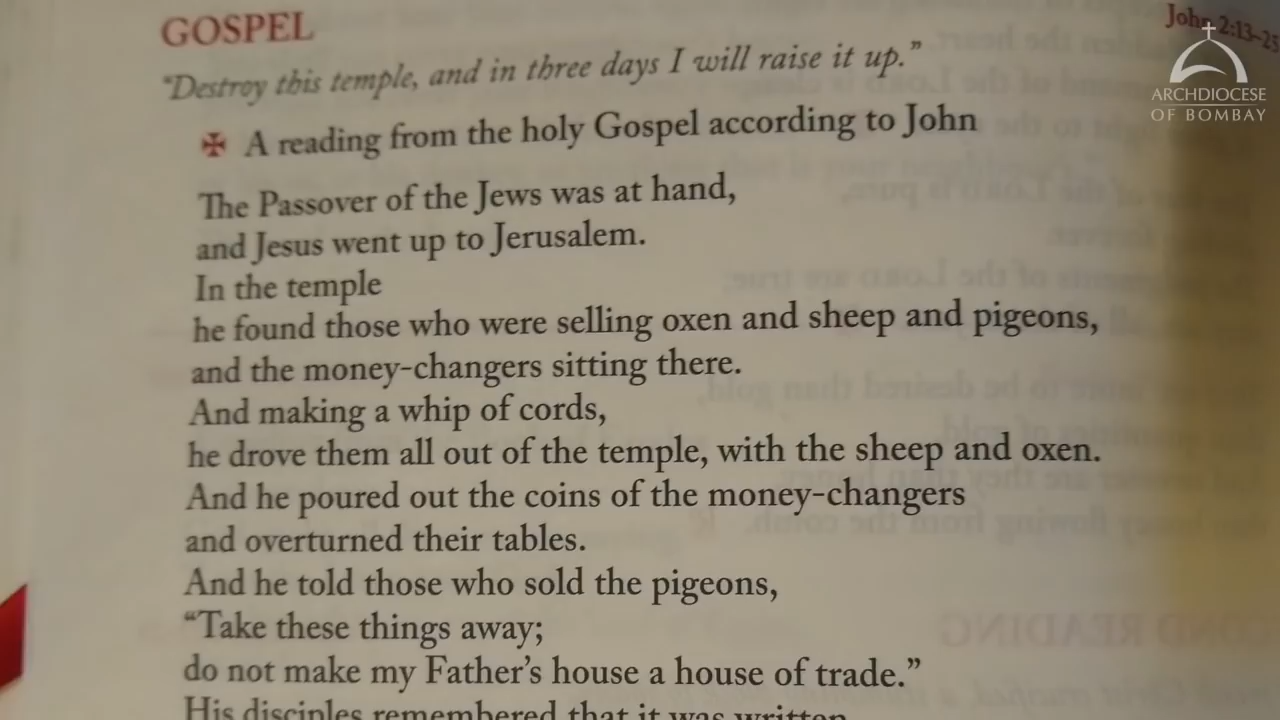 GOSPEL
John 2:13-25
"Destroy this temple, and in three days I will raise it up."
✠ A reading from the holy Gospel according to John
The Passover of the Jews was at hand,
and Jesus went up to Jerusalem.
In the temple
he found those who were selling oxen and sheep and pigeons,
and the money-changers sitting there.
And making a whip of cords,
he drove them all out of the temple, with the sheep and oxen.
And he poured out the coins of the money-changers
and overturned their tables.
And he told those who sold the pigeons,
"Take these things away;
do not make my Father's house a house of trade."
His disciples remembered that it was written
ARCHDIOCESE
OF BOMBAY